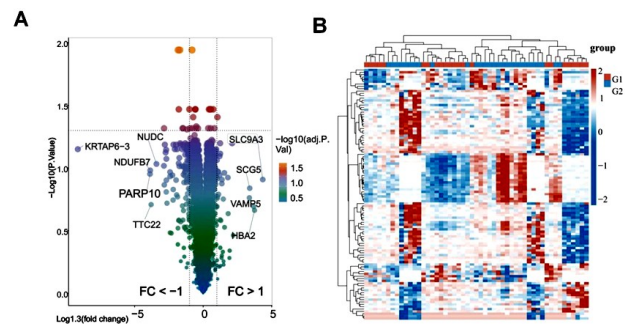 A
2.0
1.5
1.0
0.5
0.0
−Log10(P.Value)
KRTAP6−3
NUDC
NDUFB7
PARP10
TTC22
SLC9A3
SCG5
VAMP5
HBA2
FC < −1
FC > 1
−5
0
5
Log1.3(fold change)
−log10(adj.P.
Val)
1.5
1.0
0.5
B
group
2
1
0
−1
−2
G1
G2